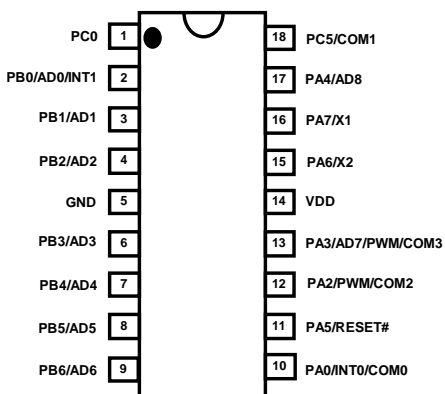 PC0 1 18 PC5/COM1
PB0/AD0/INT1 2 17 PA4/AD8
PB1/AD1 3 16 PA7/X1
PB2/AD2 4 15 PA6/X2
GND 5 14 VDD
PB3/AD3 6 13 PA3/AD7/PWM/COM3
PB4/AD4 7 12 PA2/PWM/COM2
PB5/AD5 8 11 PA5/RESET#
PB6/AD6 9 10 PA0/INT0/COM0